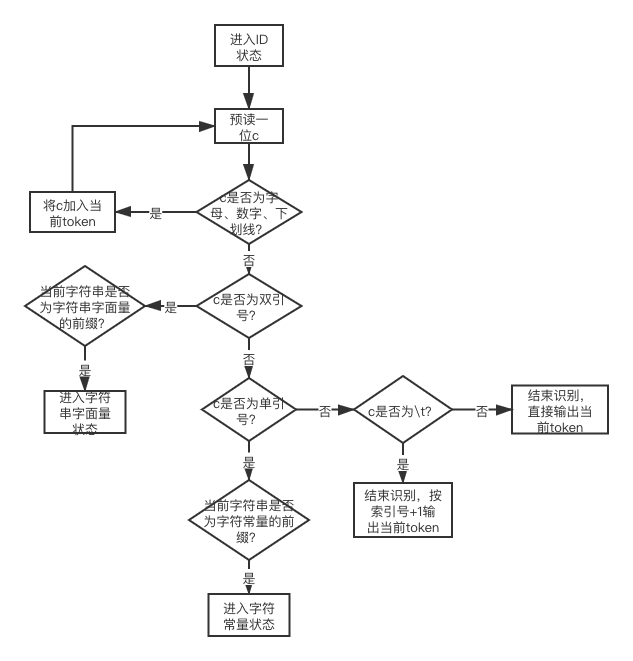 进入ID
状态
预读一
位c
c是否为字
母、数字、下
划线?
是
将c加入当
前token
否
c是否为双引
号?
是
当前字符串是否
为字符串字面量
的前缀?
是
进入字符
串字面量
状态
否
c是否为单引
号?
否
c是否为\t?
否
结束识别，
直接输出当
前token
是
结束识别，按
索引号+1输
出当前token
是
当前字符串是否
为字符常量的前
缀?
是
进入字符
常量状态